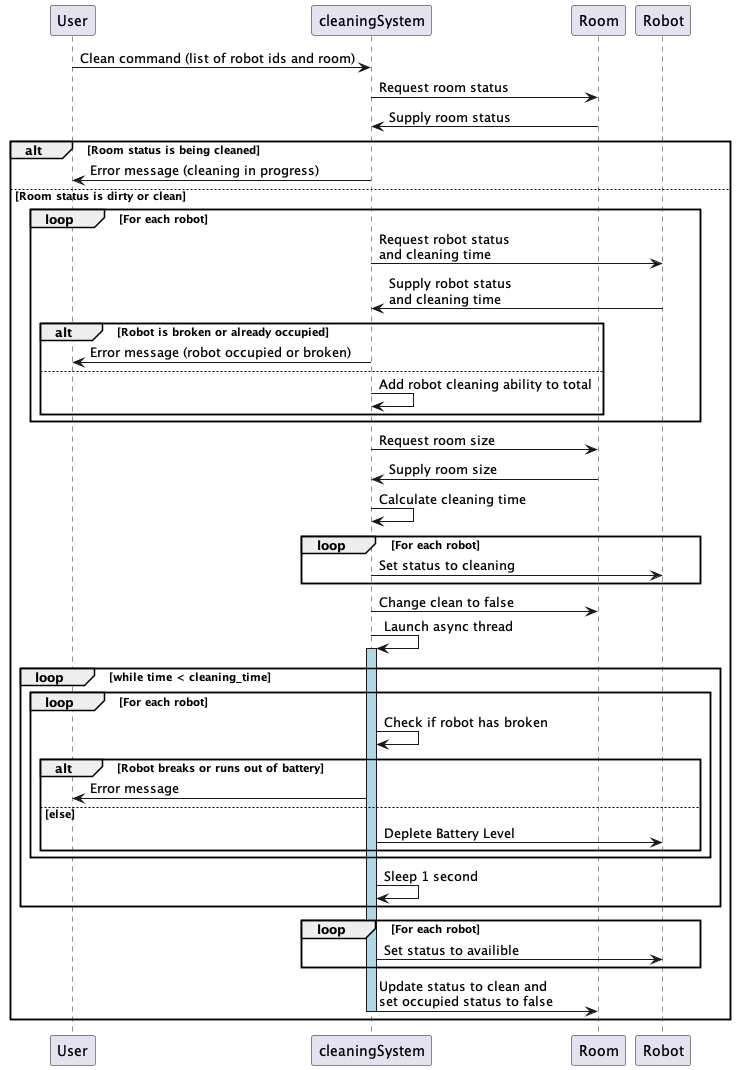 User cleaningSystem Room Robot
Clean command (list of robot ids and room)
Request room status
Supply room status
alt [Room status is being cleaned]
Error message (cleaning in progress)
[Room status is dirty or clean]
loop [For each robot]
Request robot status
and cleaning time
Supply robot status
and cleaning time
alt [Robot is broken or already occupied]
Error message (robot occupied or broken)
Add robot cleaning ability to total
Request room size
Supply room size
Calculate cleaning time
loop [For each robot]
Set status to cleaning
Change clean to false
Launch async thread
loop [while time < cleaning_time]
loop [For each robot]
Check if robot has broken
alt [Robot breaks or runs out of battery]
Error message
[else]
Deplete Battery Level
Sleep 1 second
loop [For each robot]
Set status to availible
Update status to clean and
set occupied status to false
User cleaningSystem Room Robot